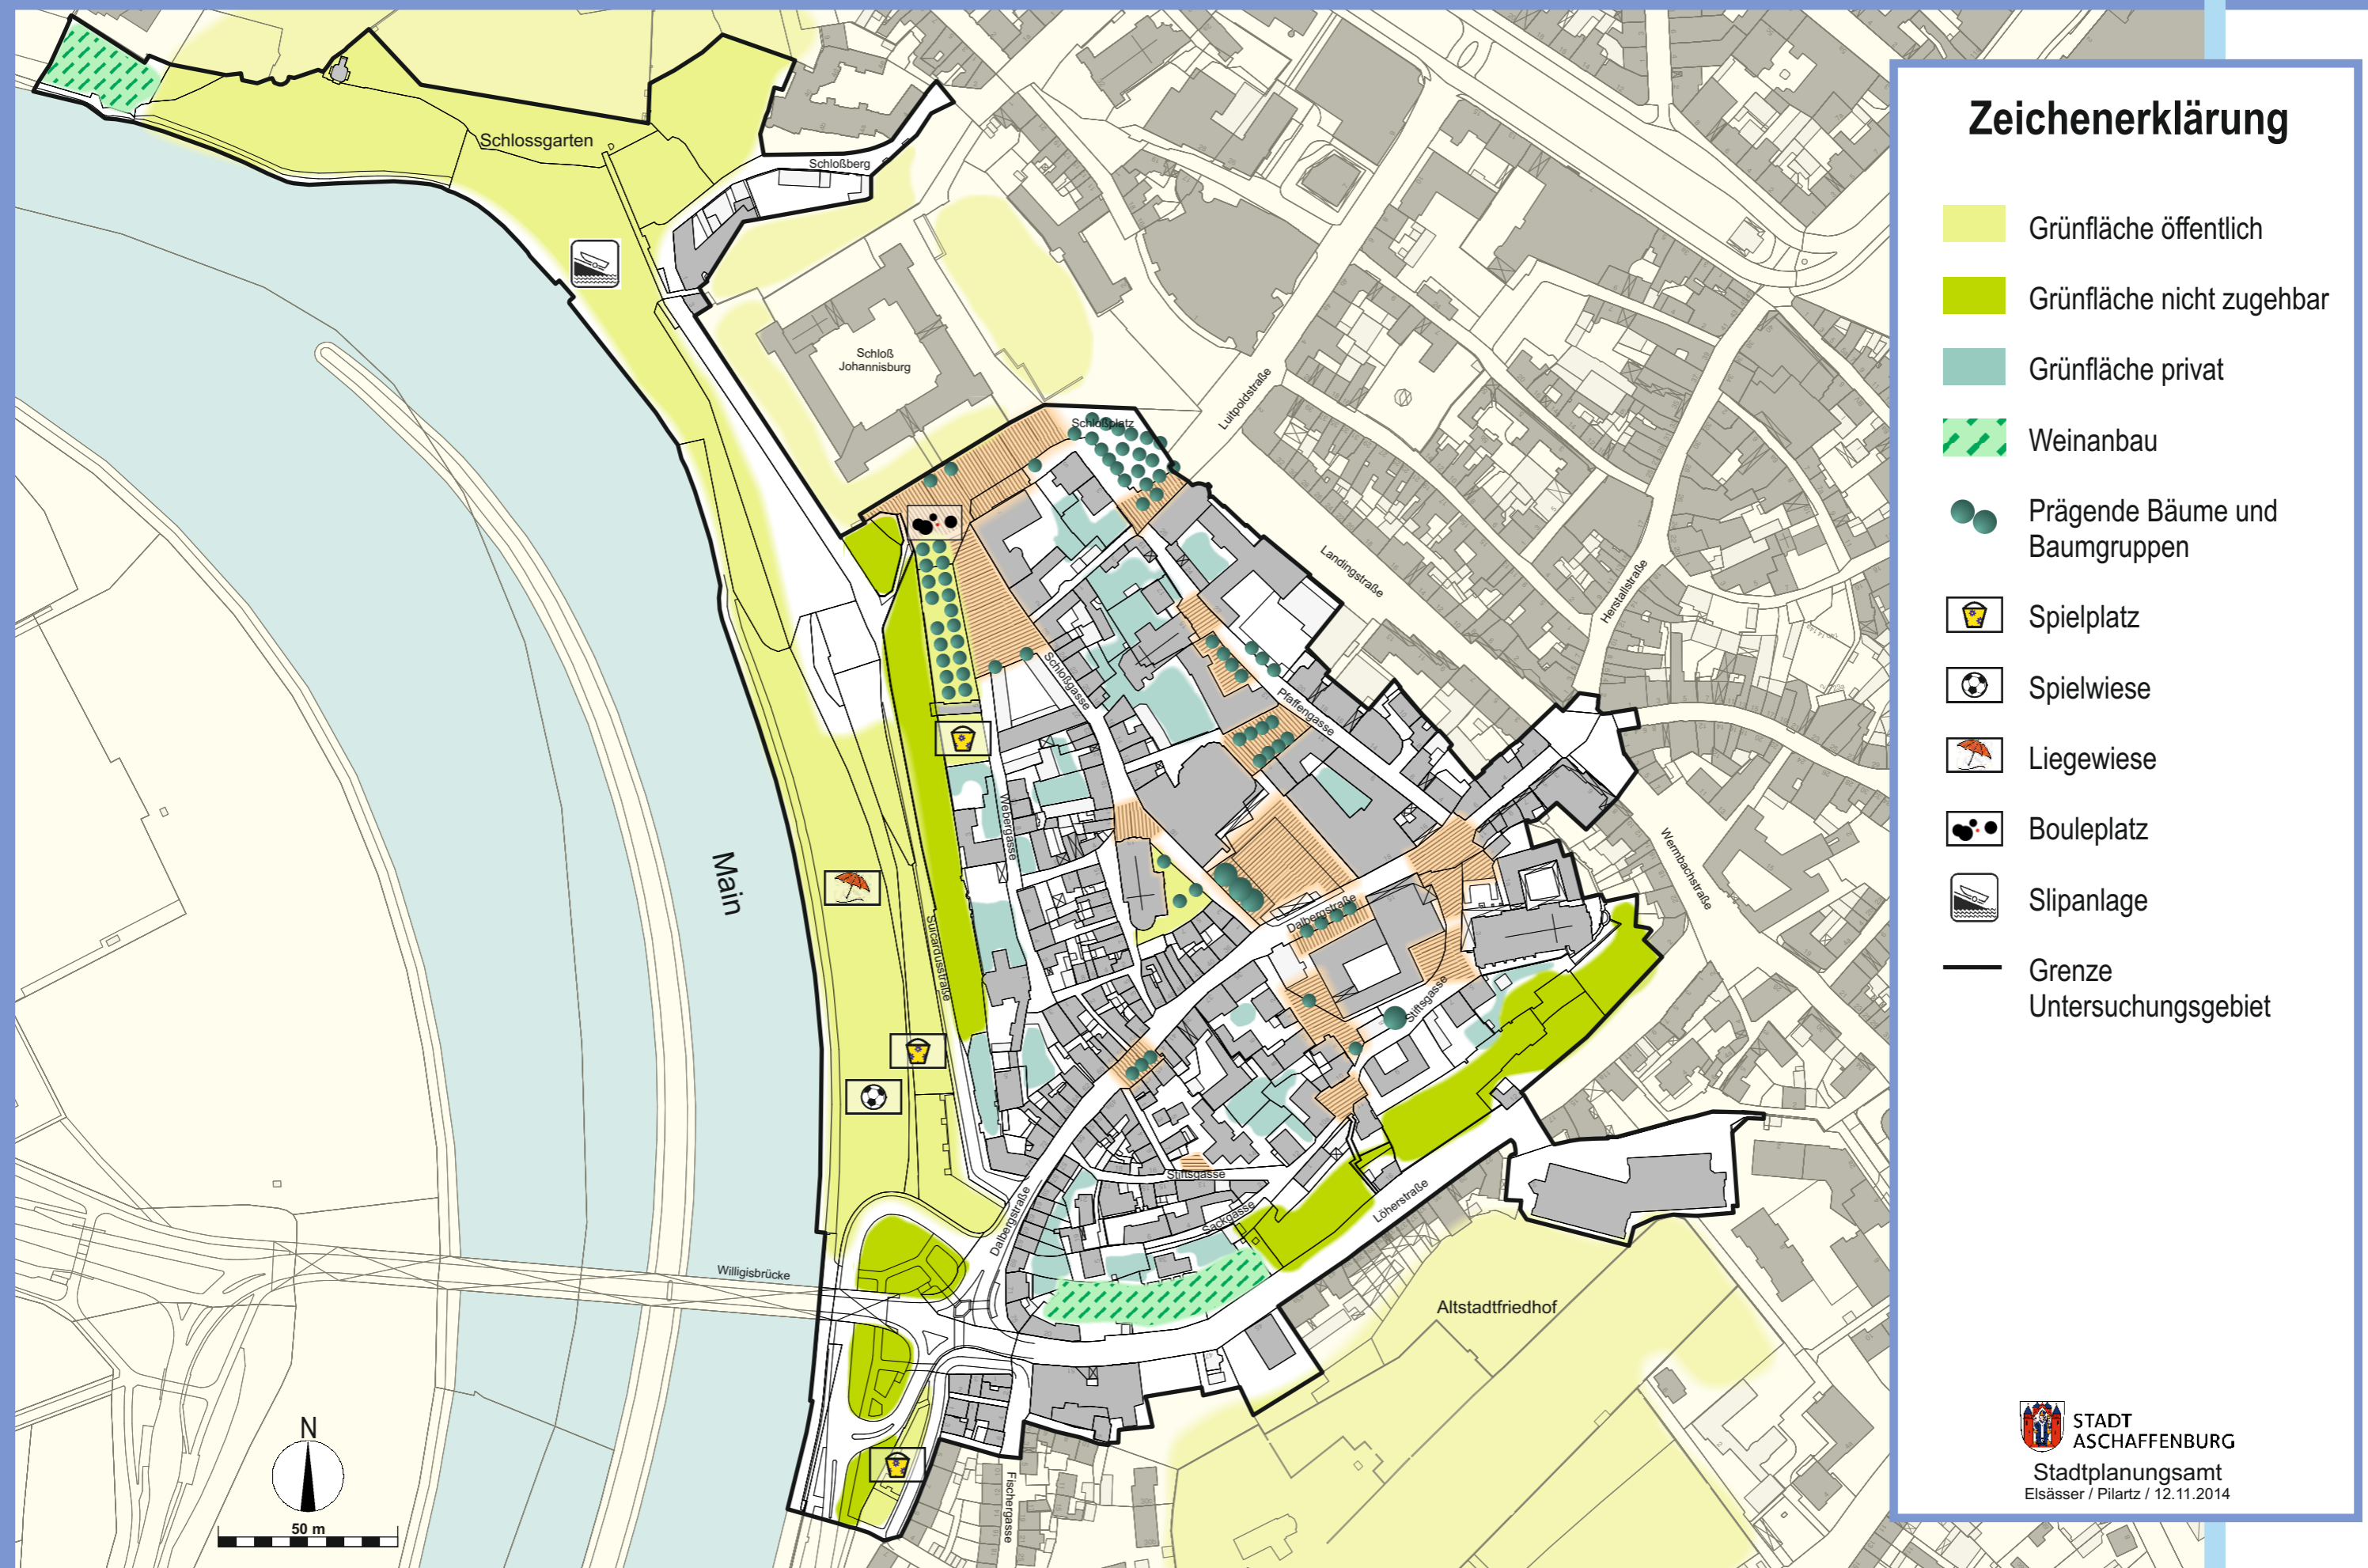 Schlossgarten
Schloßberg
Schloß
Johannisburg
Schloßplatz
Luitpoldstraße
Landingstraße
Herstallstraße
Schloßgasse
Pfaffengasse
Webergasse
Wermbachstraße
Main
Suicardusstraße
Dalbergstraße
Stiftsgasse
Stiftsgasse
Dalbergstraße
Sackgasse
Löherstraße
Willigisbrücke
Altstadtfriedhof
Fischergasse
N
50 m
Zeichenerklärung
Grünfläche öffentlich
Grünfläche nicht zugehbar
Grünfläche privat
Weinanbau
Prägende Bäume und
Baumgruppen
Spielplatz
Spielwiese
Liegewiese
Bouleplatz
Slipanlage
Grenze
Untersuchungsgebiet
STADT
ASCHAFFENBURG
Stadtplanungsamt
Elsässer / Pilartz / 12.11.2014